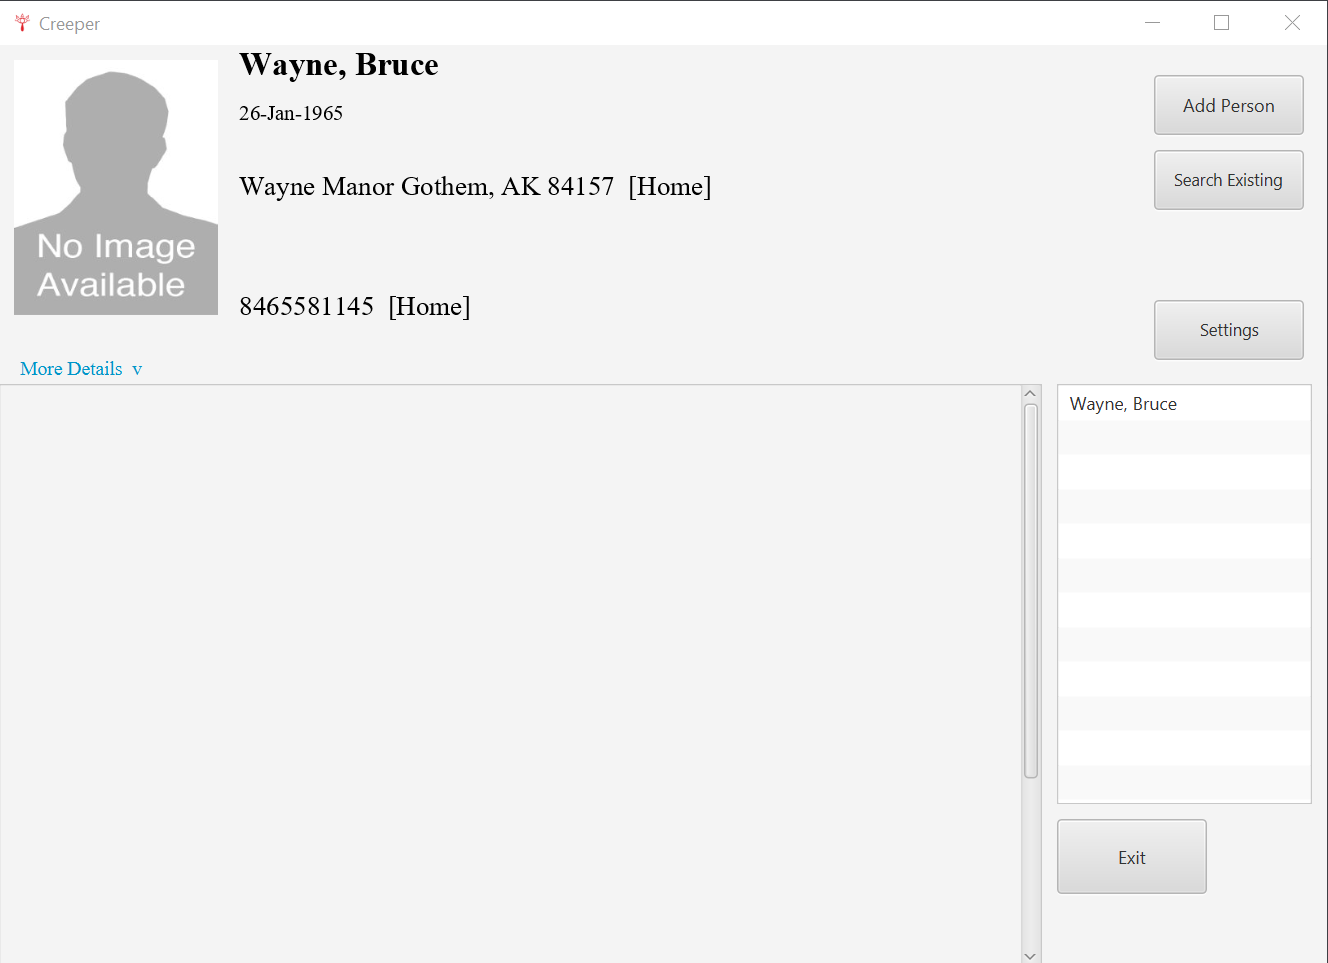 Creeper
Wayne, Bruce
26-Jan-1965
Wayne Manor Gothem, AK 84157  [Home]
8465581145  [Home]
No Image
Available
More Details  v
Add Person
Search Existing
Settings
Wayne, Bruce
Exit